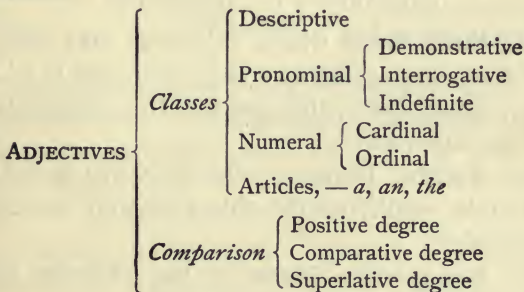 Descriptive
Demonstrative
Pronominal Interrogative
Indefinite
Classes
Cardinal
Numeral
Ordinal
ADJECTIVES
Articles, — a, an, the
Positive degree
Comparison Comparative degree
Superlative degree